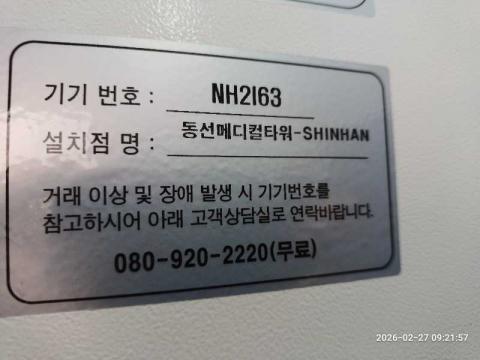 기기 번호 : NH2163
설치점 명 : 동선메디컬타워-SHINHAN
거래 이상 및 장애 발생 시 기기번호를
참고하시어 아래 고객상담실로 연락바랍니다.
080-920-2220(무료)
2026-02-27 09:21:57